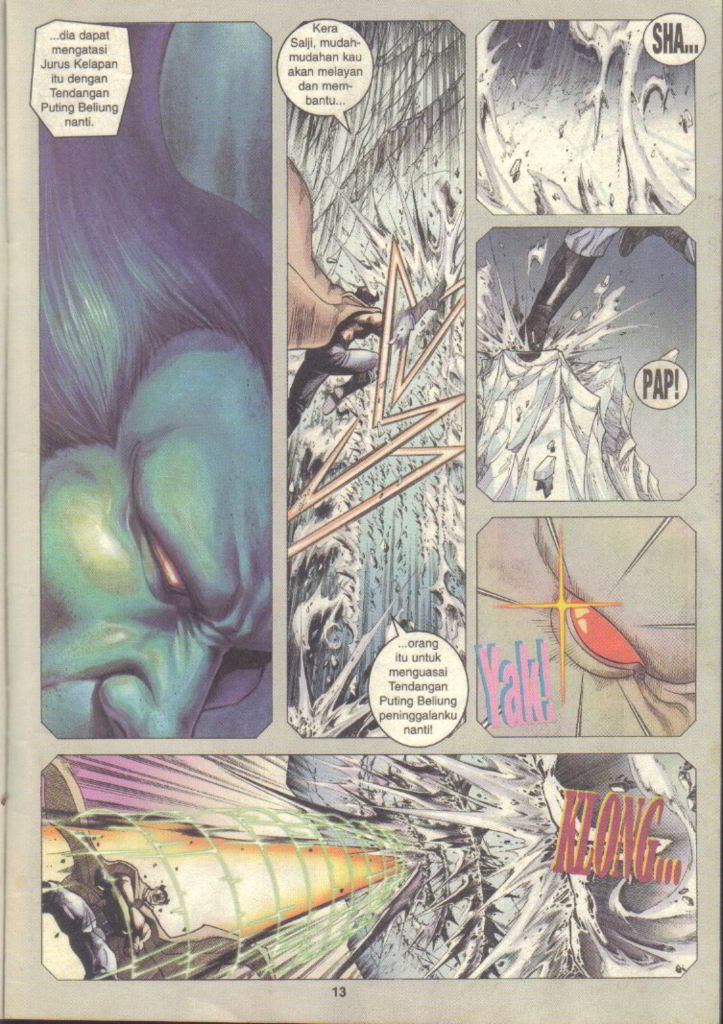 ...dia dapat
mengatasi
Jurus Kelapan
itu dengan
Tendangan
Puting Beliung
nanti.
Kera
Salji, mudah-
mudahan kau
akan melayan
dan mem-
bantu...
...orang
itu untuk
menguasai
Tendangan
Puting Beliung
peninggalanku
nanti!
SHA...
PAP!
Yak!
KLONG...
13